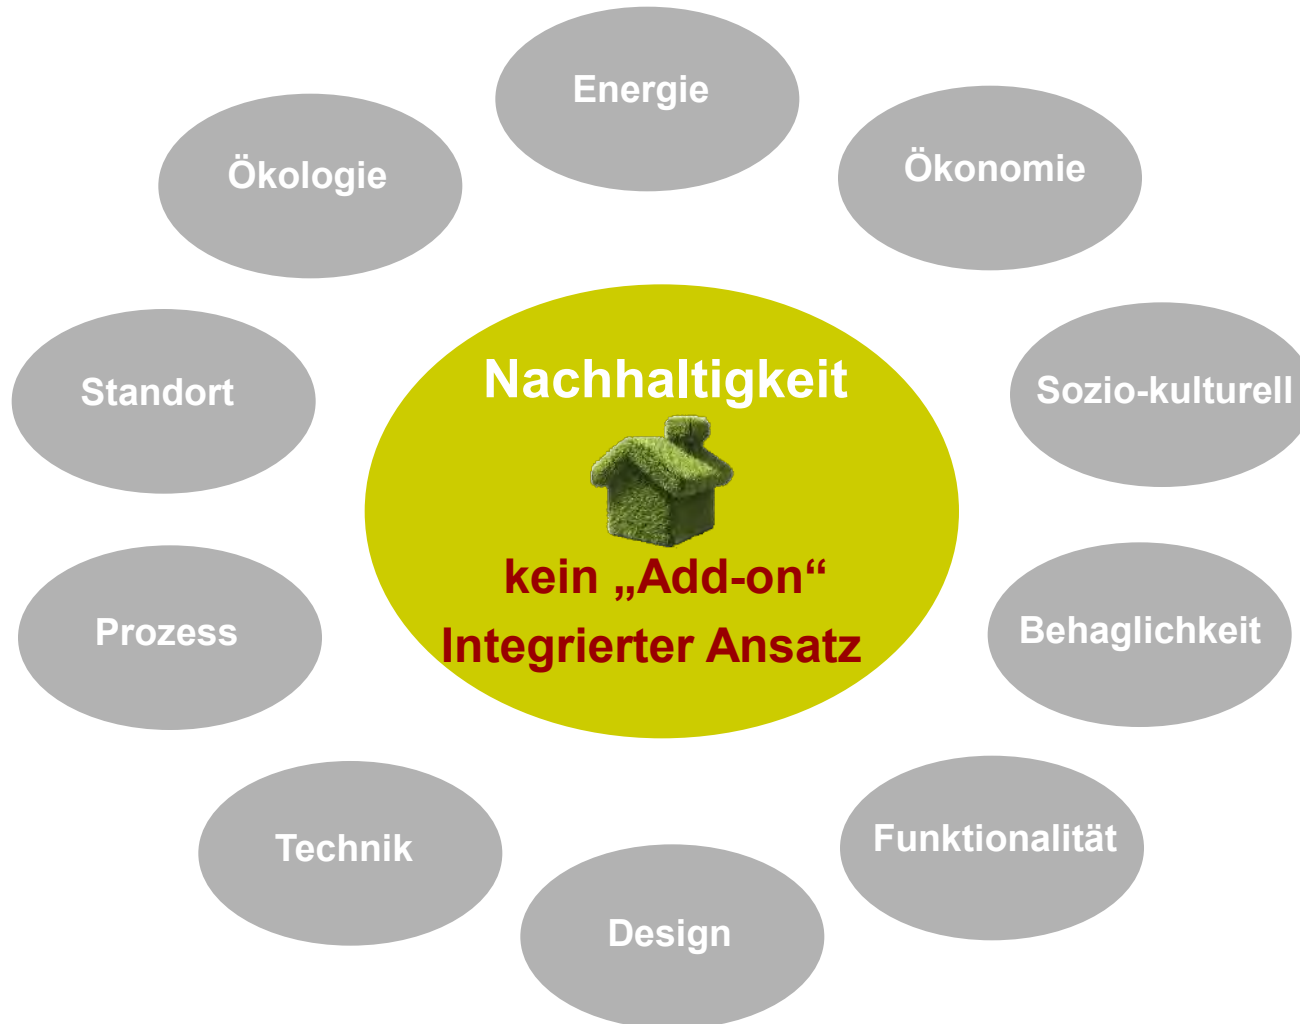 Energie
Ökologie
Ökonomie
Standort
Nachhaltigkeit
Sozio-kulturell
kein „Add-on“
Integrierter Ansatz
Prozess
Behaglichkeit
Technik
Funktionalität
Design